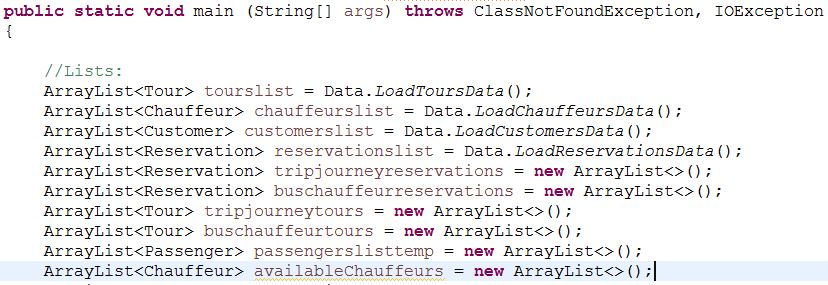 public static void main (String[] args) throws ClassNotFoundException, IOException
{
//Lists:
ArrayList<Tour> tourslist = Data.LoadToursData();
ArrayList<Chauffeur> chauffeurslist = Data.LoadChauffeursData();
ArrayList<Customer> customerslist = Data.LoadCustomersData();
ArrayList<Reservation> reservationslist = Data.LoadReservationsData();
ArrayList<Reservation> tripjourneyreservations = new ArrayList<>();
ArrayList<Reservation> buschauffeurreservations = new ArrayList<>();
ArrayList<Tour> tripjourneytours = new ArrayList<>();
ArrayList<Tour> buschauffeurtours = new ArrayList<>();
ArrayList<Passenger> passengerslisttemp = new ArrayList<>();
ArrayList<Chauffeur> availableChauffeurs = new ArrayList<>();